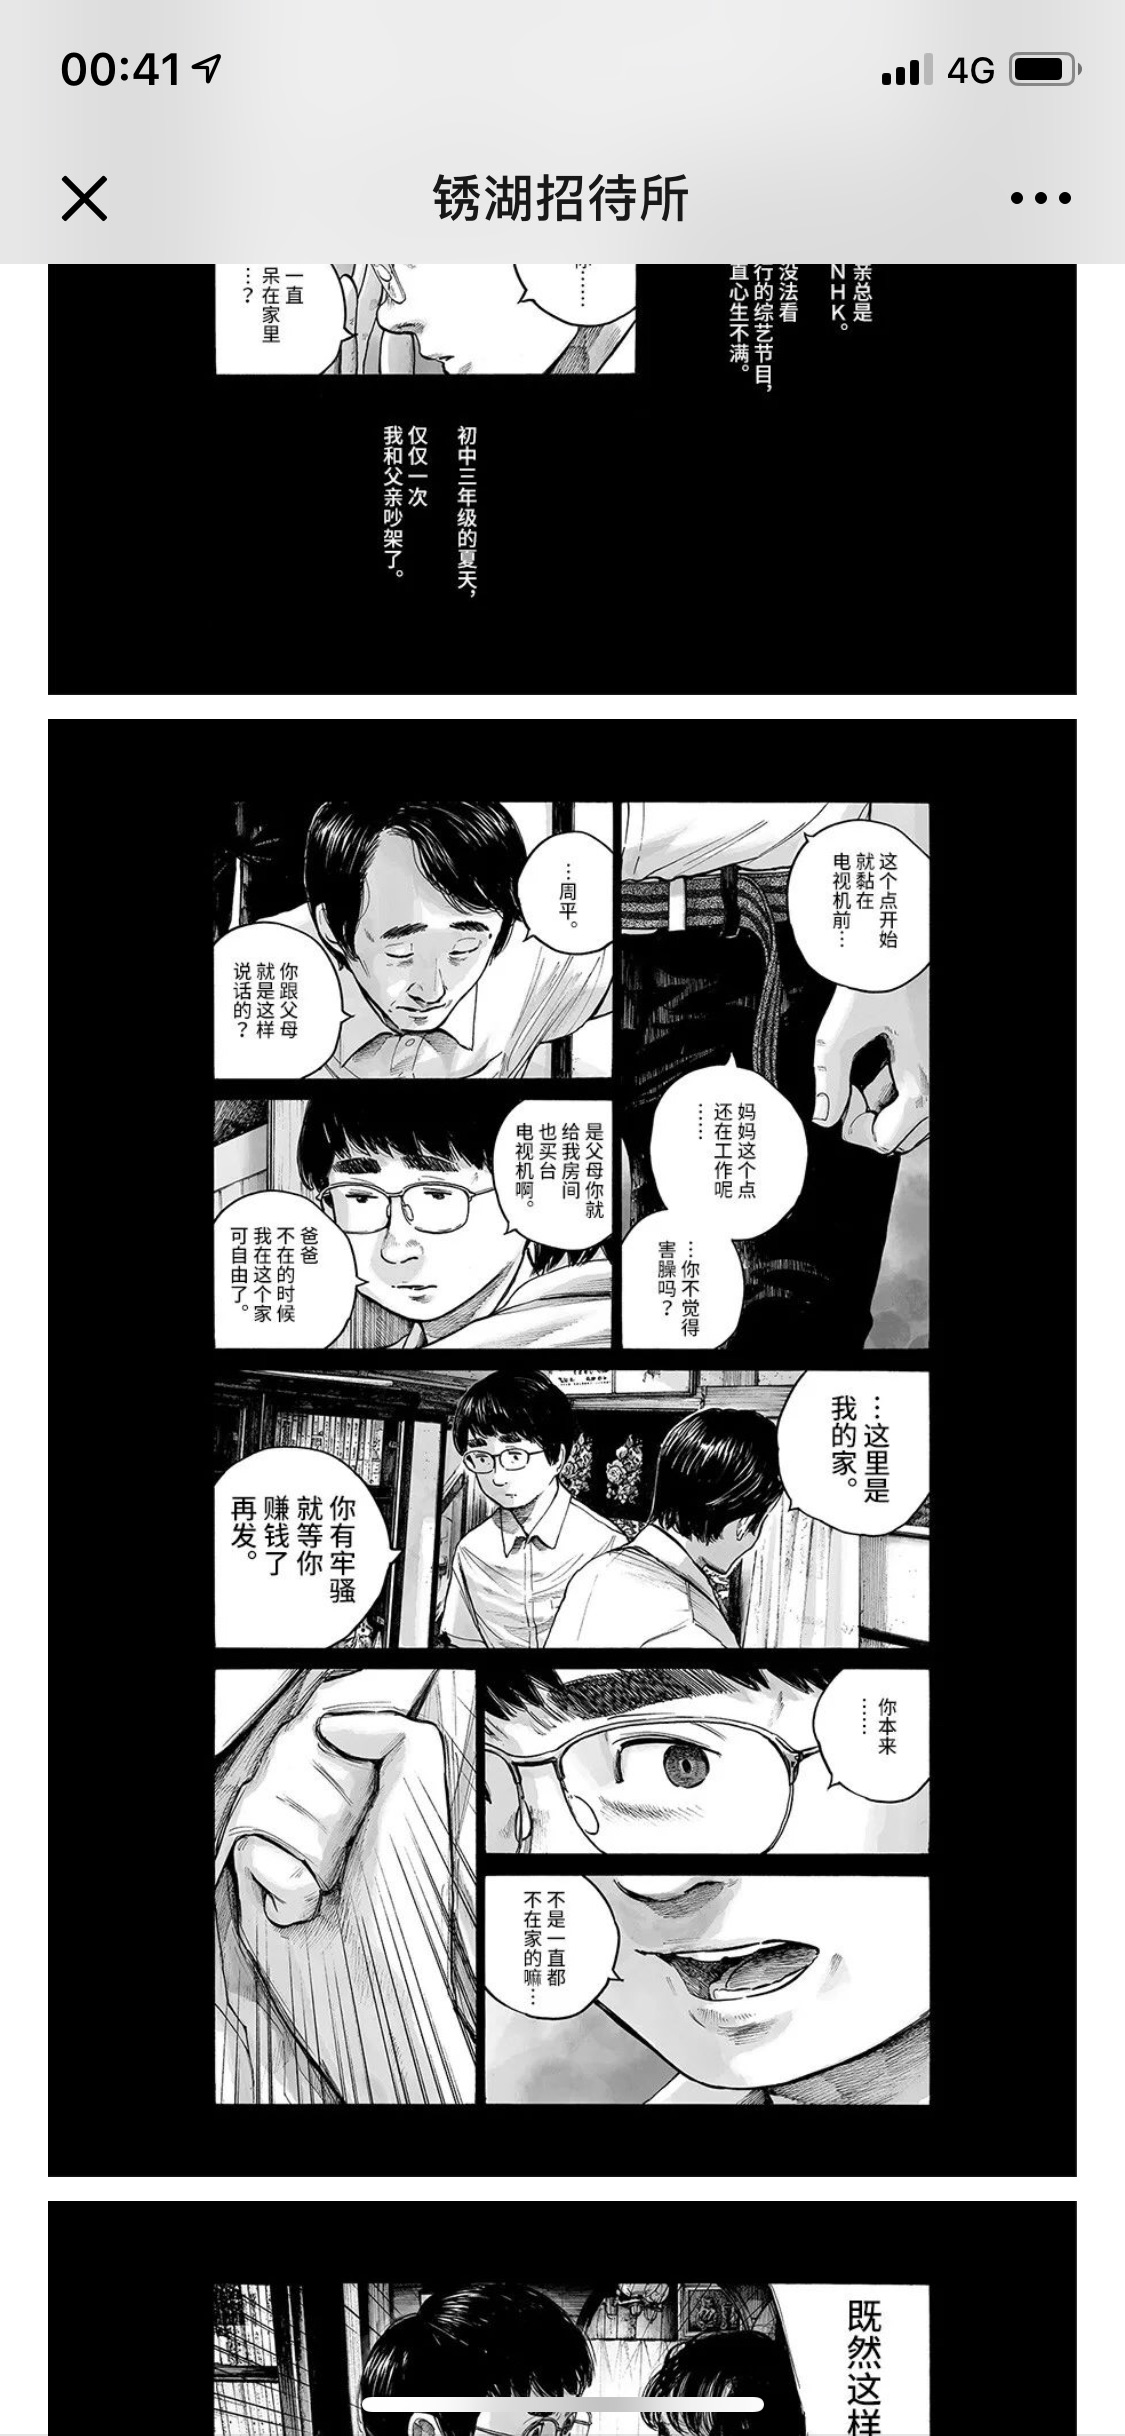 00:41
4G
锈湖招待所
亲总是
NHK。
没法看
行的综艺节目,
直心生不满。
你……
一直
呆在家里
…?
初中三年级的夏天,
仅仅一次
我和父亲吵架了。
这个点开始
就黏在
电视机前…
妈妈这个点
还在工作呢
……
…你不觉得
害臊吗?
…周平。
你跟父母
就是这样
说话的?
是父母你就
给我房间
也买台
电视机啊。
爸爸
不在的时候
我在这个家
可自由了。
…这里是
我的家。
你有牢骚
就等你
赚钱了
再发。
你本来
……
不是一直都
不在家的嘛…
既然这样